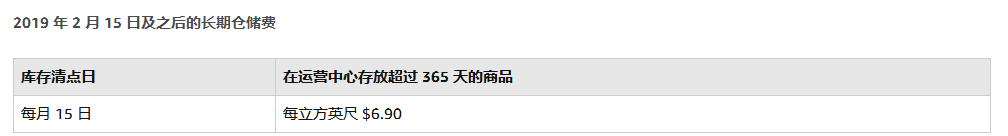 2019 年 2 月 15 日及之后的长期仓储费
库存清点日 在运营中心存放超过 365 天的商品
每月 15 日 每立方英尺 $6.90